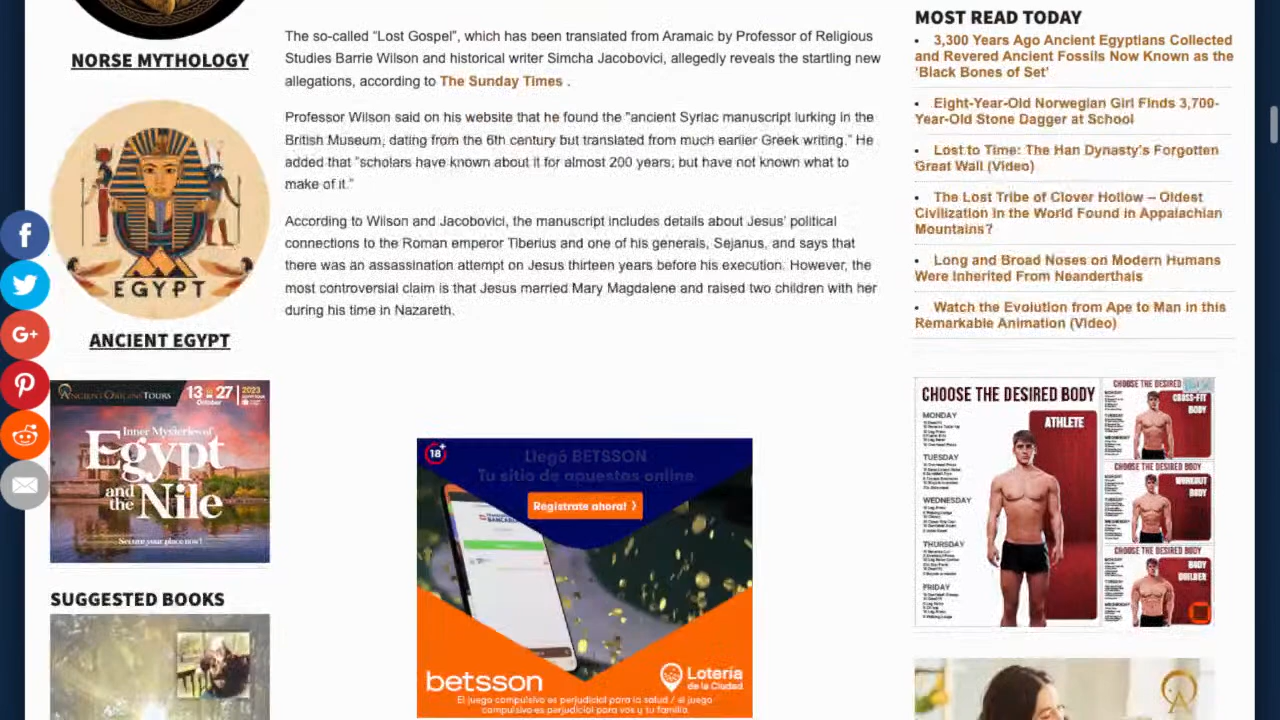 NORSE MYTHOLOGY
EGYPT
ANCIENT EGYPT
ANCIENT ORIGINS TOURS
13 27 2023
October
Inner Mysteries of
Egypt
and the
Nile
Secure your place now!
SUGGESTED BOOKS
The so-called “Lost Gospel”, which has been translated from Aramaic by Professor of Religious
Studies Barrie Wilson and historical writer Simcha Jacobovici, allegedly reveals the startling new
allegations, according to The Sunday Times .
Professor Wilson said on his website that he found the "ancient Syriac manuscript lurking in the
British Museum, dating from the 6th century but translated from much earlier Greek writing." He
added that "scholars have known about it for almost 200 years, but have not known what to
make of it."
According to Wilson and Jacobovici, the manuscript includes details about Jesus’ political
connections to the Roman emperor Tiberius and one of his generals, Sejanus, and says that
there was an assassination attempt on Jesus thirteen years before his execution. However, the
most controversial claim is that Jesus married Mary Magdalene and raised two children with her
during his time in Nazareth.
18+
Llegó BETSSON
Tu sitio de apuestas online
Registrate ahora!
betsson
Lotería
de la Ciudad
El juego compulsivo es perjudicial para la salud / el juego
compulsivo es perjudicial para vos y tu familia.
MOST READ TODAY
3,300 Years Ago Ancient Egyptians Collected
and Revered Ancient Fossils Now Known as the
‘Black Bones of Set’
Eight-Year-Old Norwegian Girl Finds 3,700-
Year-Old Stone Dagger at School
Lost to Time: The Han Dynasty’s Forgotten
Great Wall (Video)
The Lost Tribe of Clover Hollow – Oldest
Civilization in the World Found in Appalachian
Mountains?
Long and Broad Noses on Modern Humans
Were Inherited From Neanderthals
Watch the Evolution from Ape to Man in this
Remarkable Animation (Video)
CHOOSE THE DESIRED BODY
ATHLETE
MONDAY
TUESDAY
WEDNESDAY
THURSDAY
FRIDAY
CHOOSE THE DESIRED
CROSS-FIT
BODY
CHOOSE THE DESIRED BODY
WORKOUT
BODY
CHOOSE THE DESIRED BODY
BODY
BUILDER